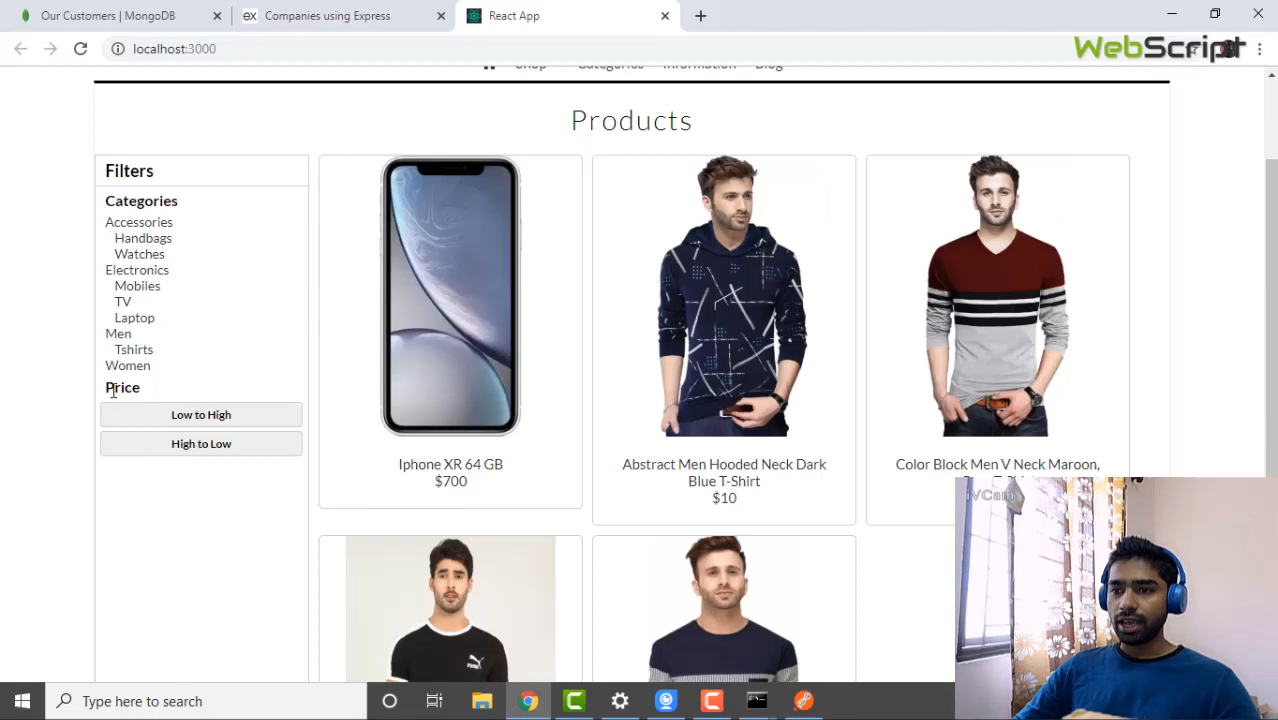 Our Customers | MongoDB
Companies using Express
React App
localhost:3000
WebScript
Shop Categories Information Blog
Products
Filters
Categories
Accessories
Handbags
Watches
Electronics
Mobiles
TV
Laptop
Men
Tshirts
Women
Price
Low to High
High to Low
Iphone XR 64 GB
$700
Abstract Men Hooded Neck Dark
Blue T-Shirt
$10
Color Block Men V Neck Maroon,
iVCam
Type here to search